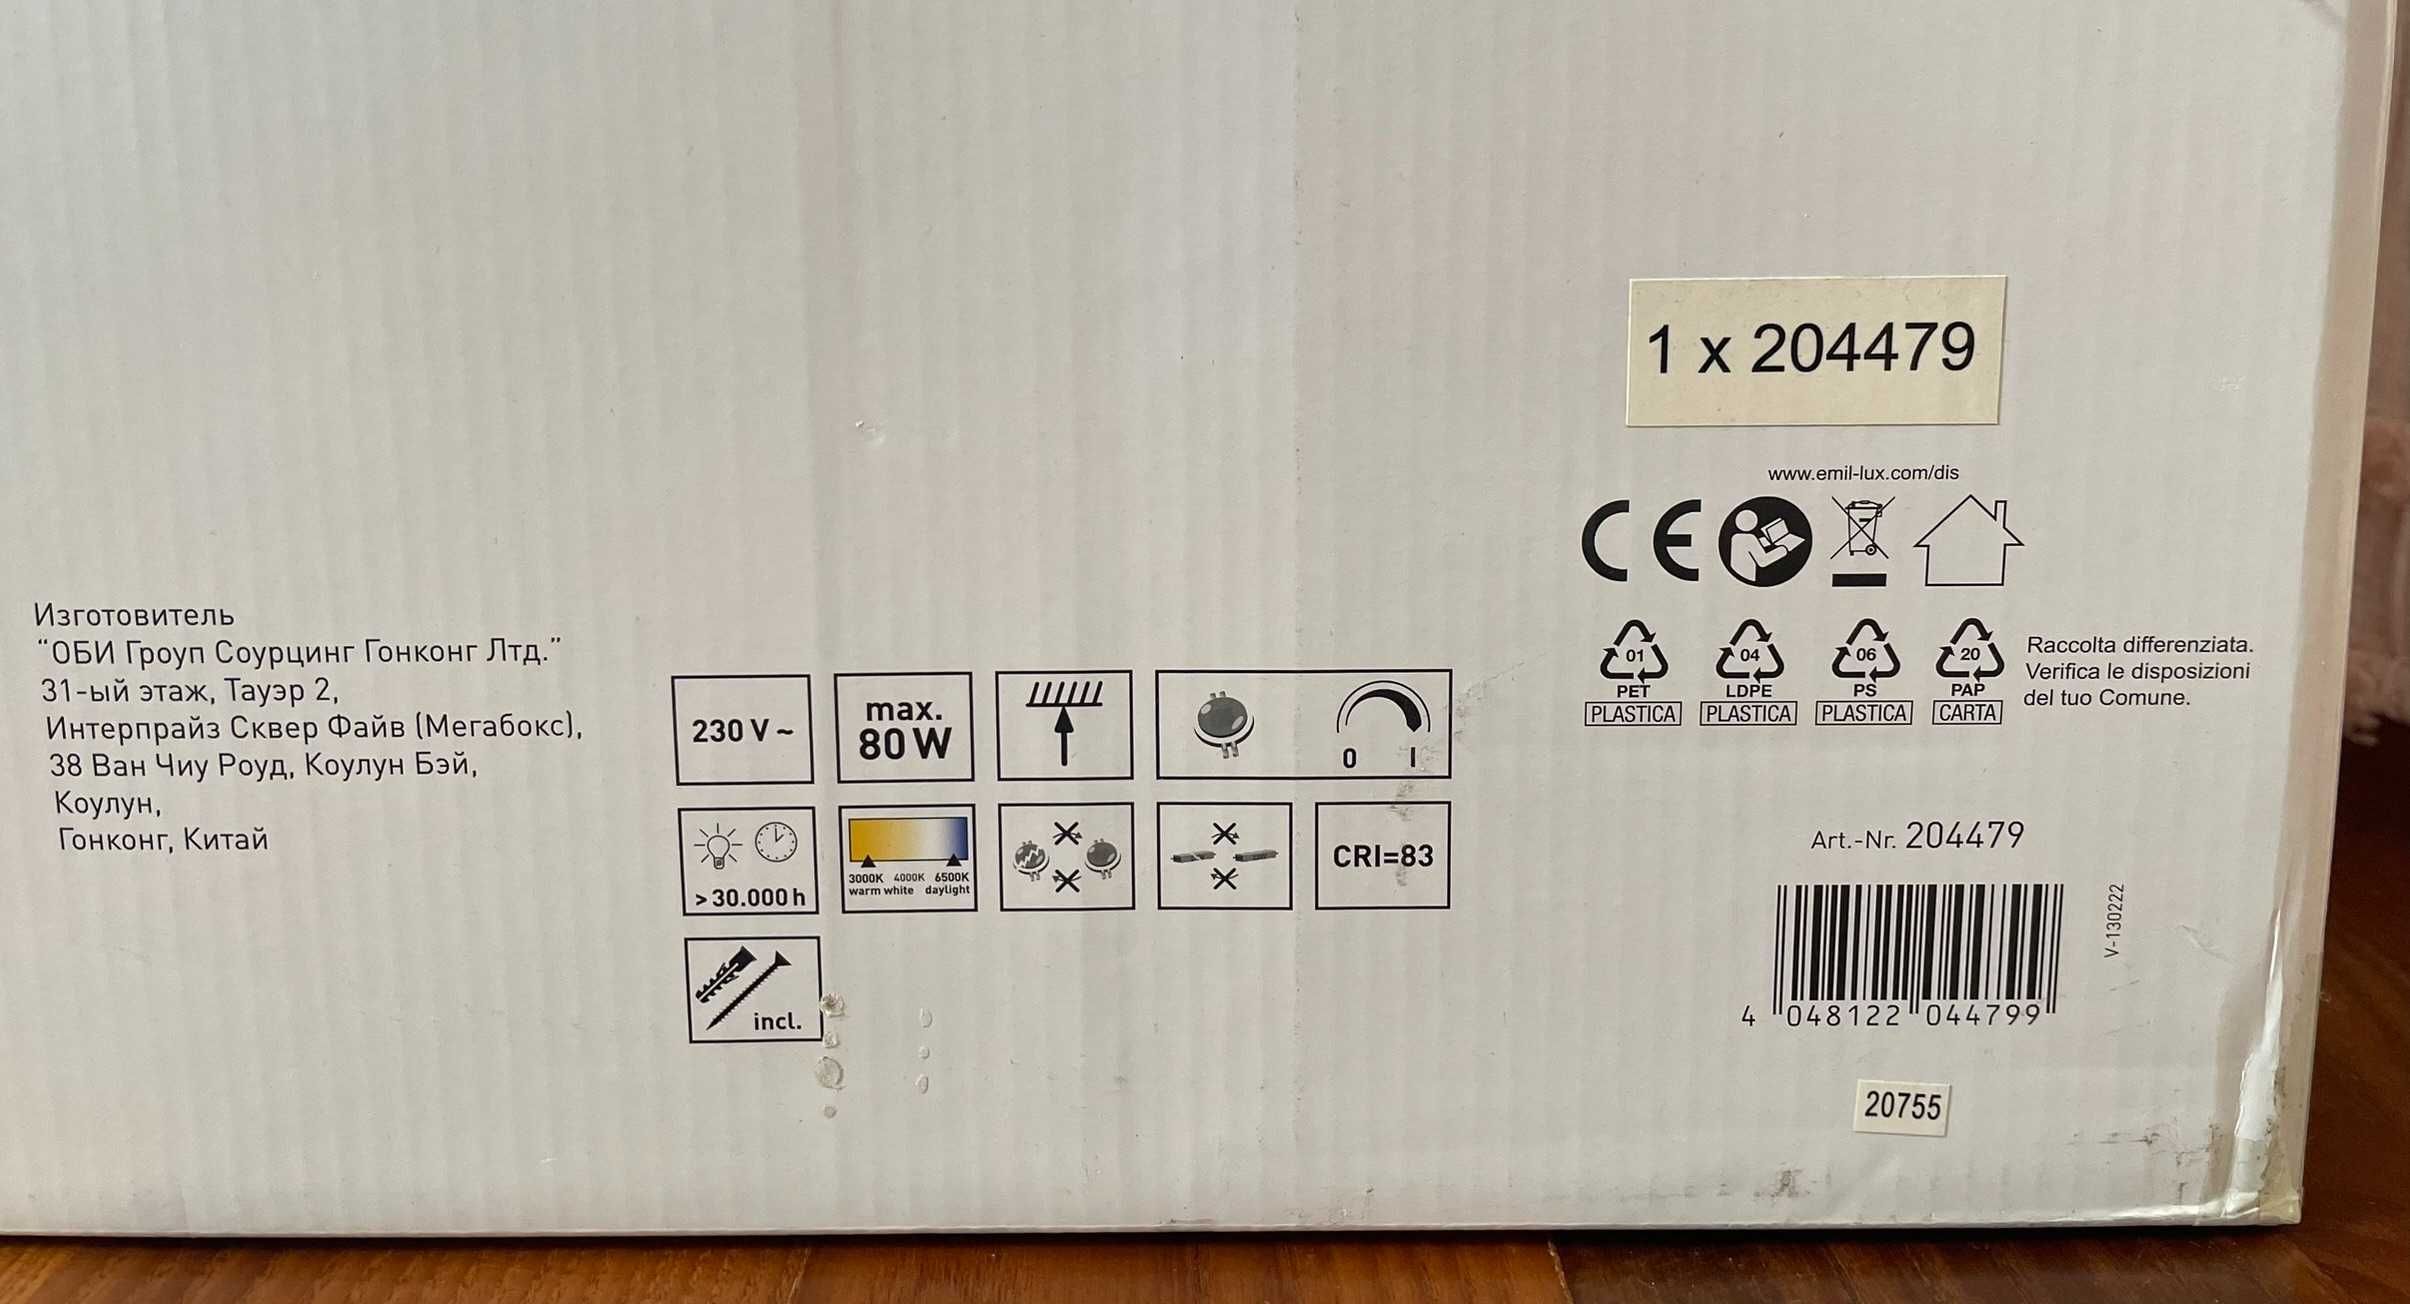 Изготовитель
“ОБИ Гроуп Соурцинг Гонконг Лтд.”
31-ый этаж, Тауэр 2,
Интерпрайз Сквер Файв (Мегабокс),
38 Ван Чиу Роуд, Коулун Бэй,
Коулун,
Гонконг, Китай
230 V ~
max.
80 W
0 I
> 30.000 h
3000K 4000K 6500K
warm white daylight
CRI=83
incl.
1 x 204479
www.emil-lux.com/dis
CE
01 04 06 20
PET LDPE PS PAP
PLASTICA PLASTICA PLASTICA CARTA
Raccolta differenziata.
Verifica le disposizioni
del tuo Comune.
Art.-Nr. 204479
4 048122 044799
V-130222
20755